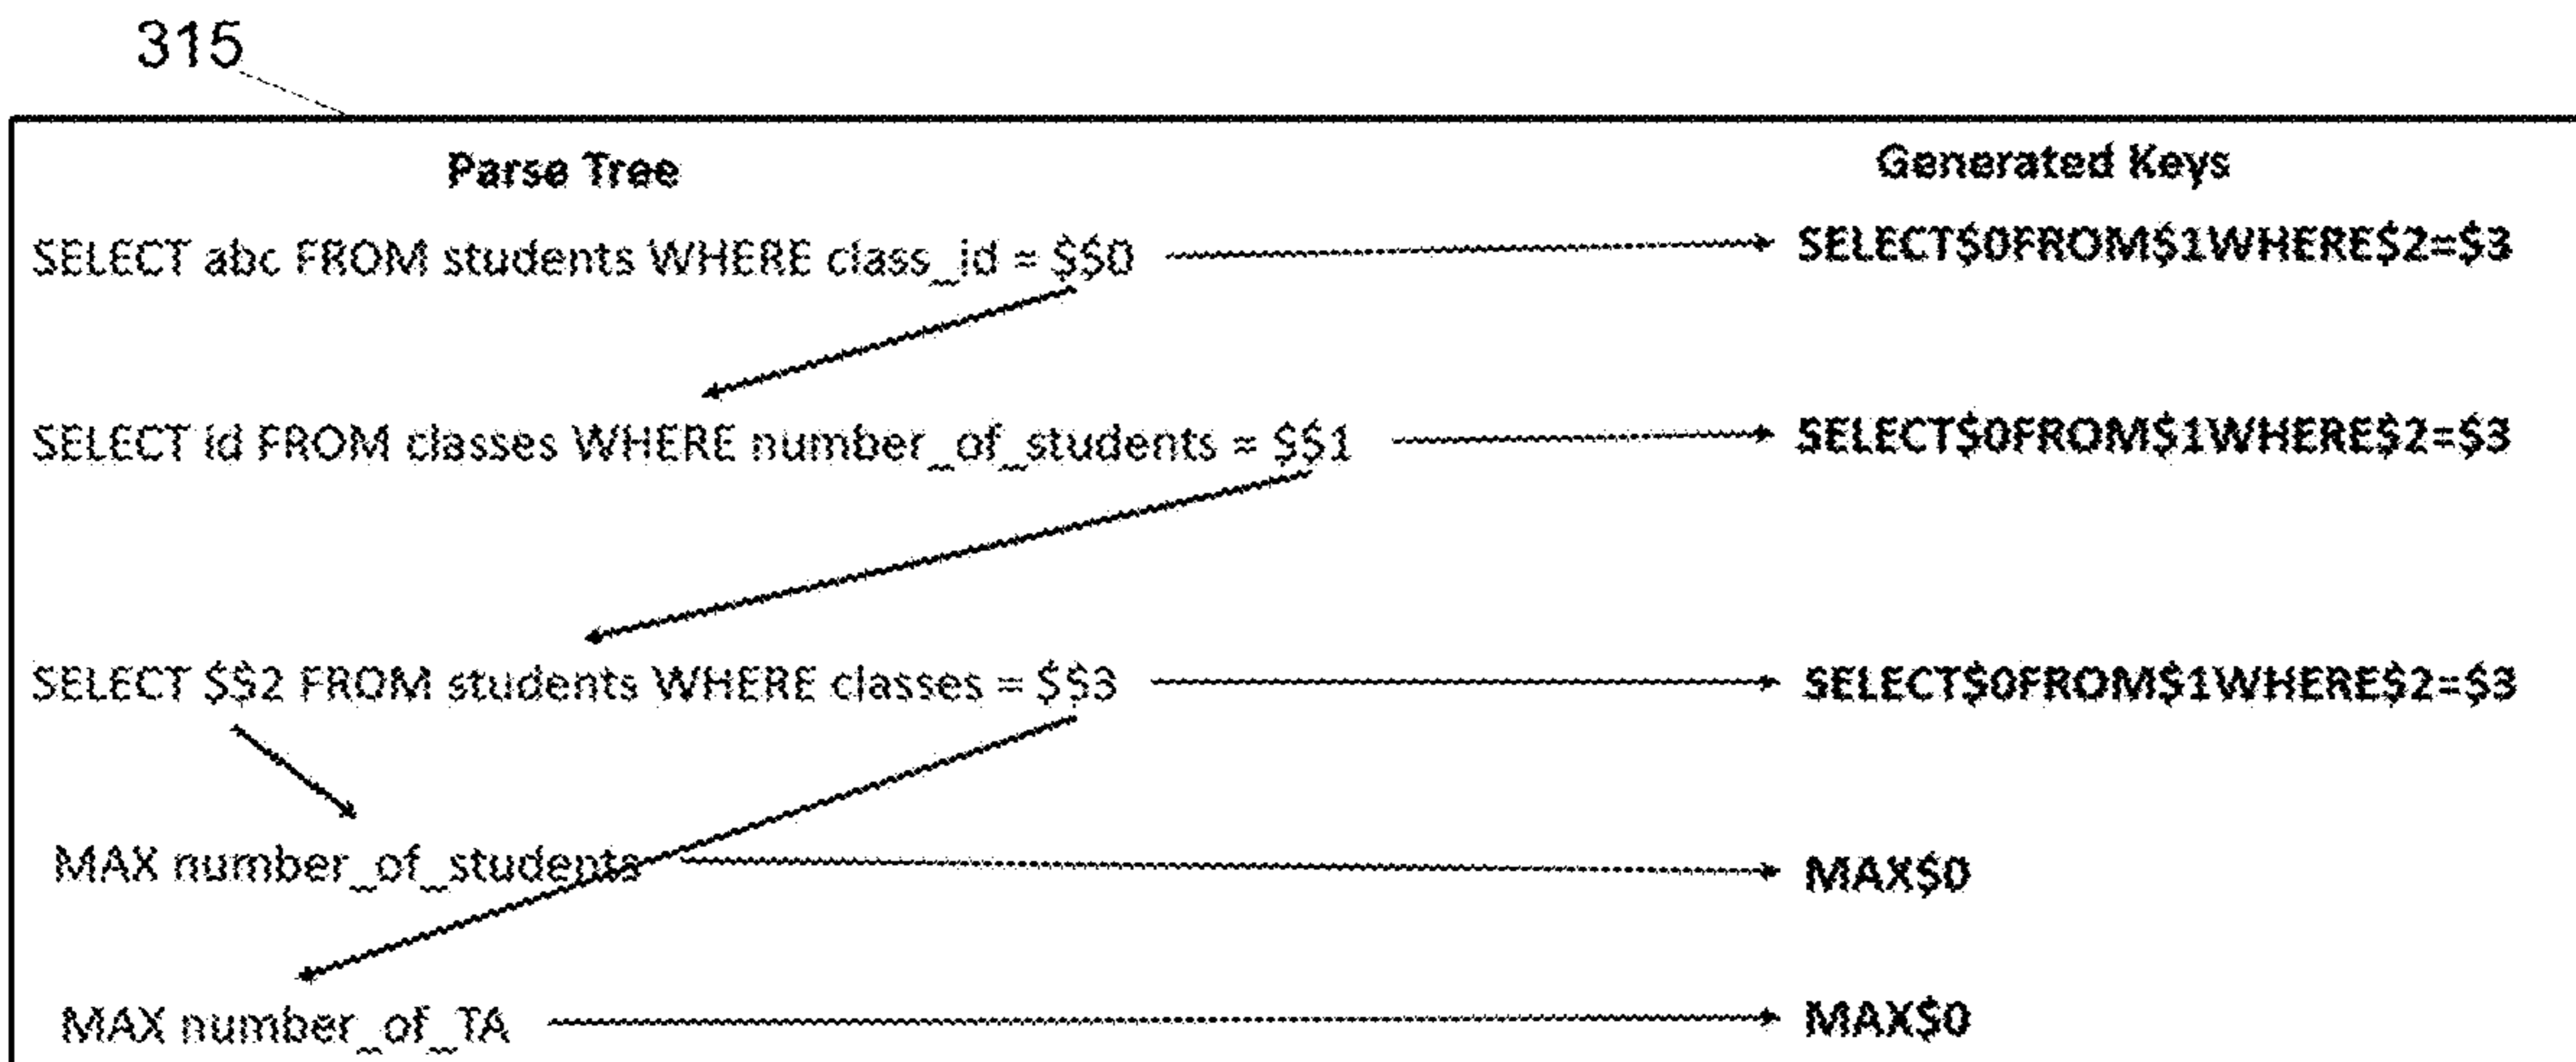 315
Parse Tree Generated Keys
SELECT abc FROM students WHERE class_id = $$0 SELECT$0FROM$1WHERE$2=$3
SELECT id FROM classes WHERE number_of_students = $$1 SELECT$0FROM$1WHERE$2=$3
SELECT $$2 FROM students WHERE classes = $$3 SELECT$0FROM$1WHERE$2=$3
MAX number_of_students MAX$0
MAX number_of_TA MAX$0